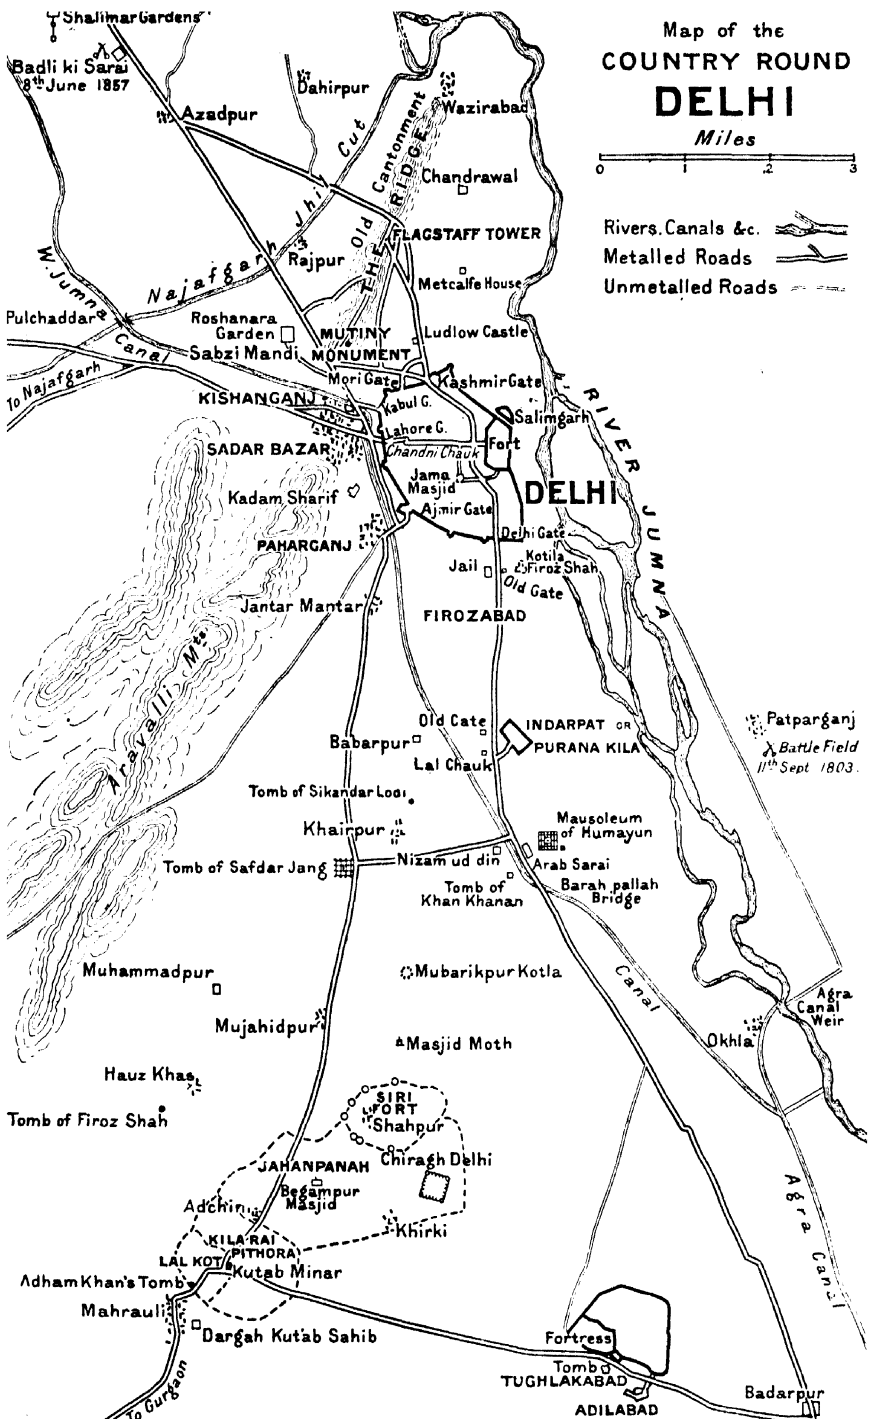 Map of the
COUNTRY ROUND
DELHI
Miles
0 1 2 3
Rivers, Canals &c.
Metalled Roads
Unmetalled Roads
Shalimar Gardens
Badli ki Sarai
8th June 1857
Azadpur
Dahirpur
Wazirabad
Old Cantonment
THE RIDGE
Chandrawal
FLAGSTAFF TOWER
Najafgarh Jhil Cut
Rajpur
Metcalfe House
W. Jumna Canal
Pulchaddar
Roshanara
Garden
MUTINY
MONUMENT
Ludlow Castle
Sabzi Mandi
To Najafgarh
Mori Gate
Kashmir Gate
KISHANGANJ
Kabul G.
Salimgarh
RIVER JUMNA
Lahore G.
Fort
SADAR BAZAR
Chandni Chauk
Jama
Masjid
DELHI
Kadam Sharif
Ajmir Gate
Delhi Gate
PAHARGANJ
Kotila
Firoz Shah
Jail
Old Gate
Jantar Mantar
FIROZABAD
Aravalli Mts
Old Gate
INDARPAT OR
PURANA KILA
Patparganj
Battle Field
11th Sept 1803.
Babarpur
Lal Chauk
Tomb of Sikandar Lodi
Khairpur
Mausoleum
of Humayun
Tomb of Safdar Jang
Nizam ud din
Arab Sarai
Tomb of
Khan Khanan
Barah pallah
Bridge
Muhammadpur
Mubarikpur Kotla
Canal
Agra
Canal
Weir
Mujahidpur
Masjid Moth
Okhla
Hauz Khas
SIRI
FORT
Shahpur
Tomb of Firoz Shah
Chiragh Delhi
JAHANPANAH
Begampur
Masjid
Adchin
Khirki
Agra Canal
KILA RAI
PITHORA
LAL KOT
Kutab Minar
Adham Khan's Tomb
Mahrauli
Dargah Kutab Sahib
Fortress
Tomb
TUGHLAKABAD
ADILABAD
Badarpur
To Gurgaon